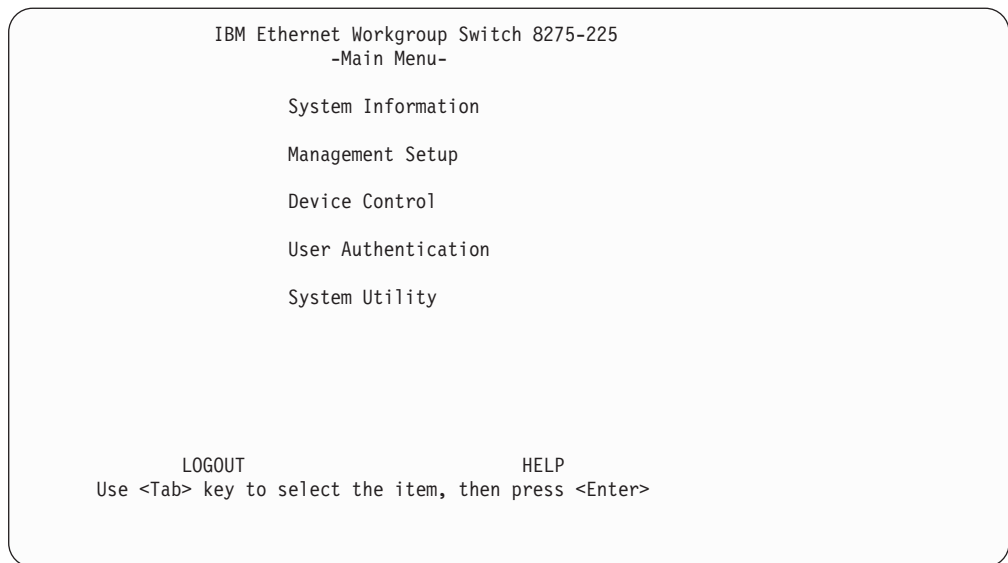 IBM Ethernet Workgroup Switch 8275-225
-Main Menu-
System Information
Management Setup
Device Control
User Authentication
System Utility
LOGOUT HELP
Use <Tab> key to select the item, then press <Enter>